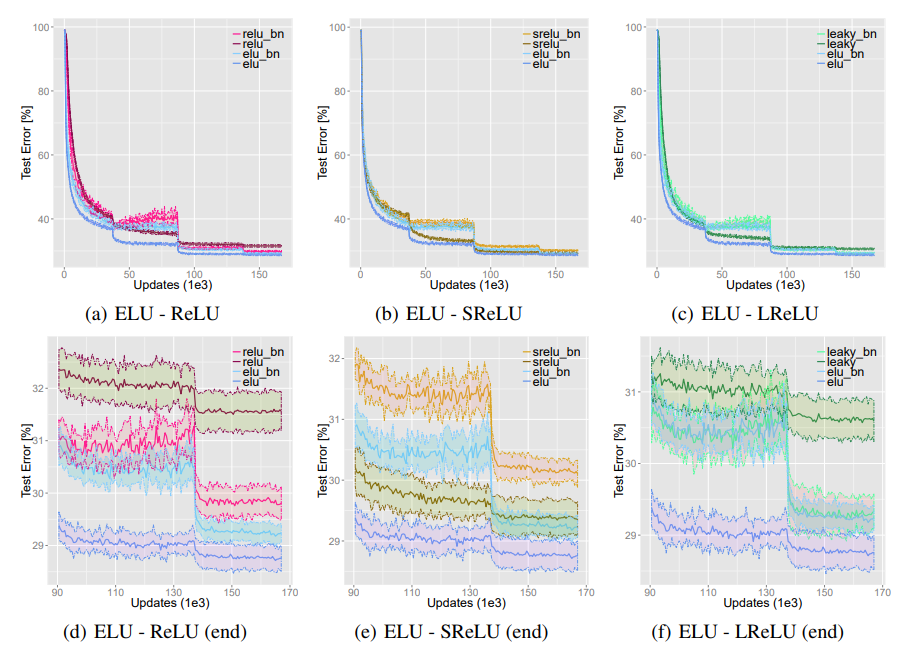 100
80
60
40
0
50
100
150
Test Error [%]
Updates (1e3)
relu_bn
relu
elu_bn
elu
(a) ELU - ReLU
100
80
60
40
0
50
100
150
Test Error [%]
Updates (1e3)
srelu_bn
srelu
elu_bn
elu
(b) ELU - SReLU
100
80
60
40
0
50
100
150
Test Error [%]
Updates (1e3)
leaky_bn
leaky
elu_bn
elu
(c) ELU - LReLU
32
31
30
29
90
110
130
150
170
Test Error [%]
Updates (1e3)
relu_bn
relu
elu_bn
elu
(d) ELU - ReLU (end)
32
31
30
29
90
110
130
150
170
Test Error [%]
Updates (1e3)
srelu_bn
srelu
elu_bn
elu
(e) ELU - SReLU (end)
31
30
29
90
110
130
150
170
Test Error [%]
Updates (1e3)
leaky_bn
leaky
elu_bn
elu
(f) ELU - LReLU (end)